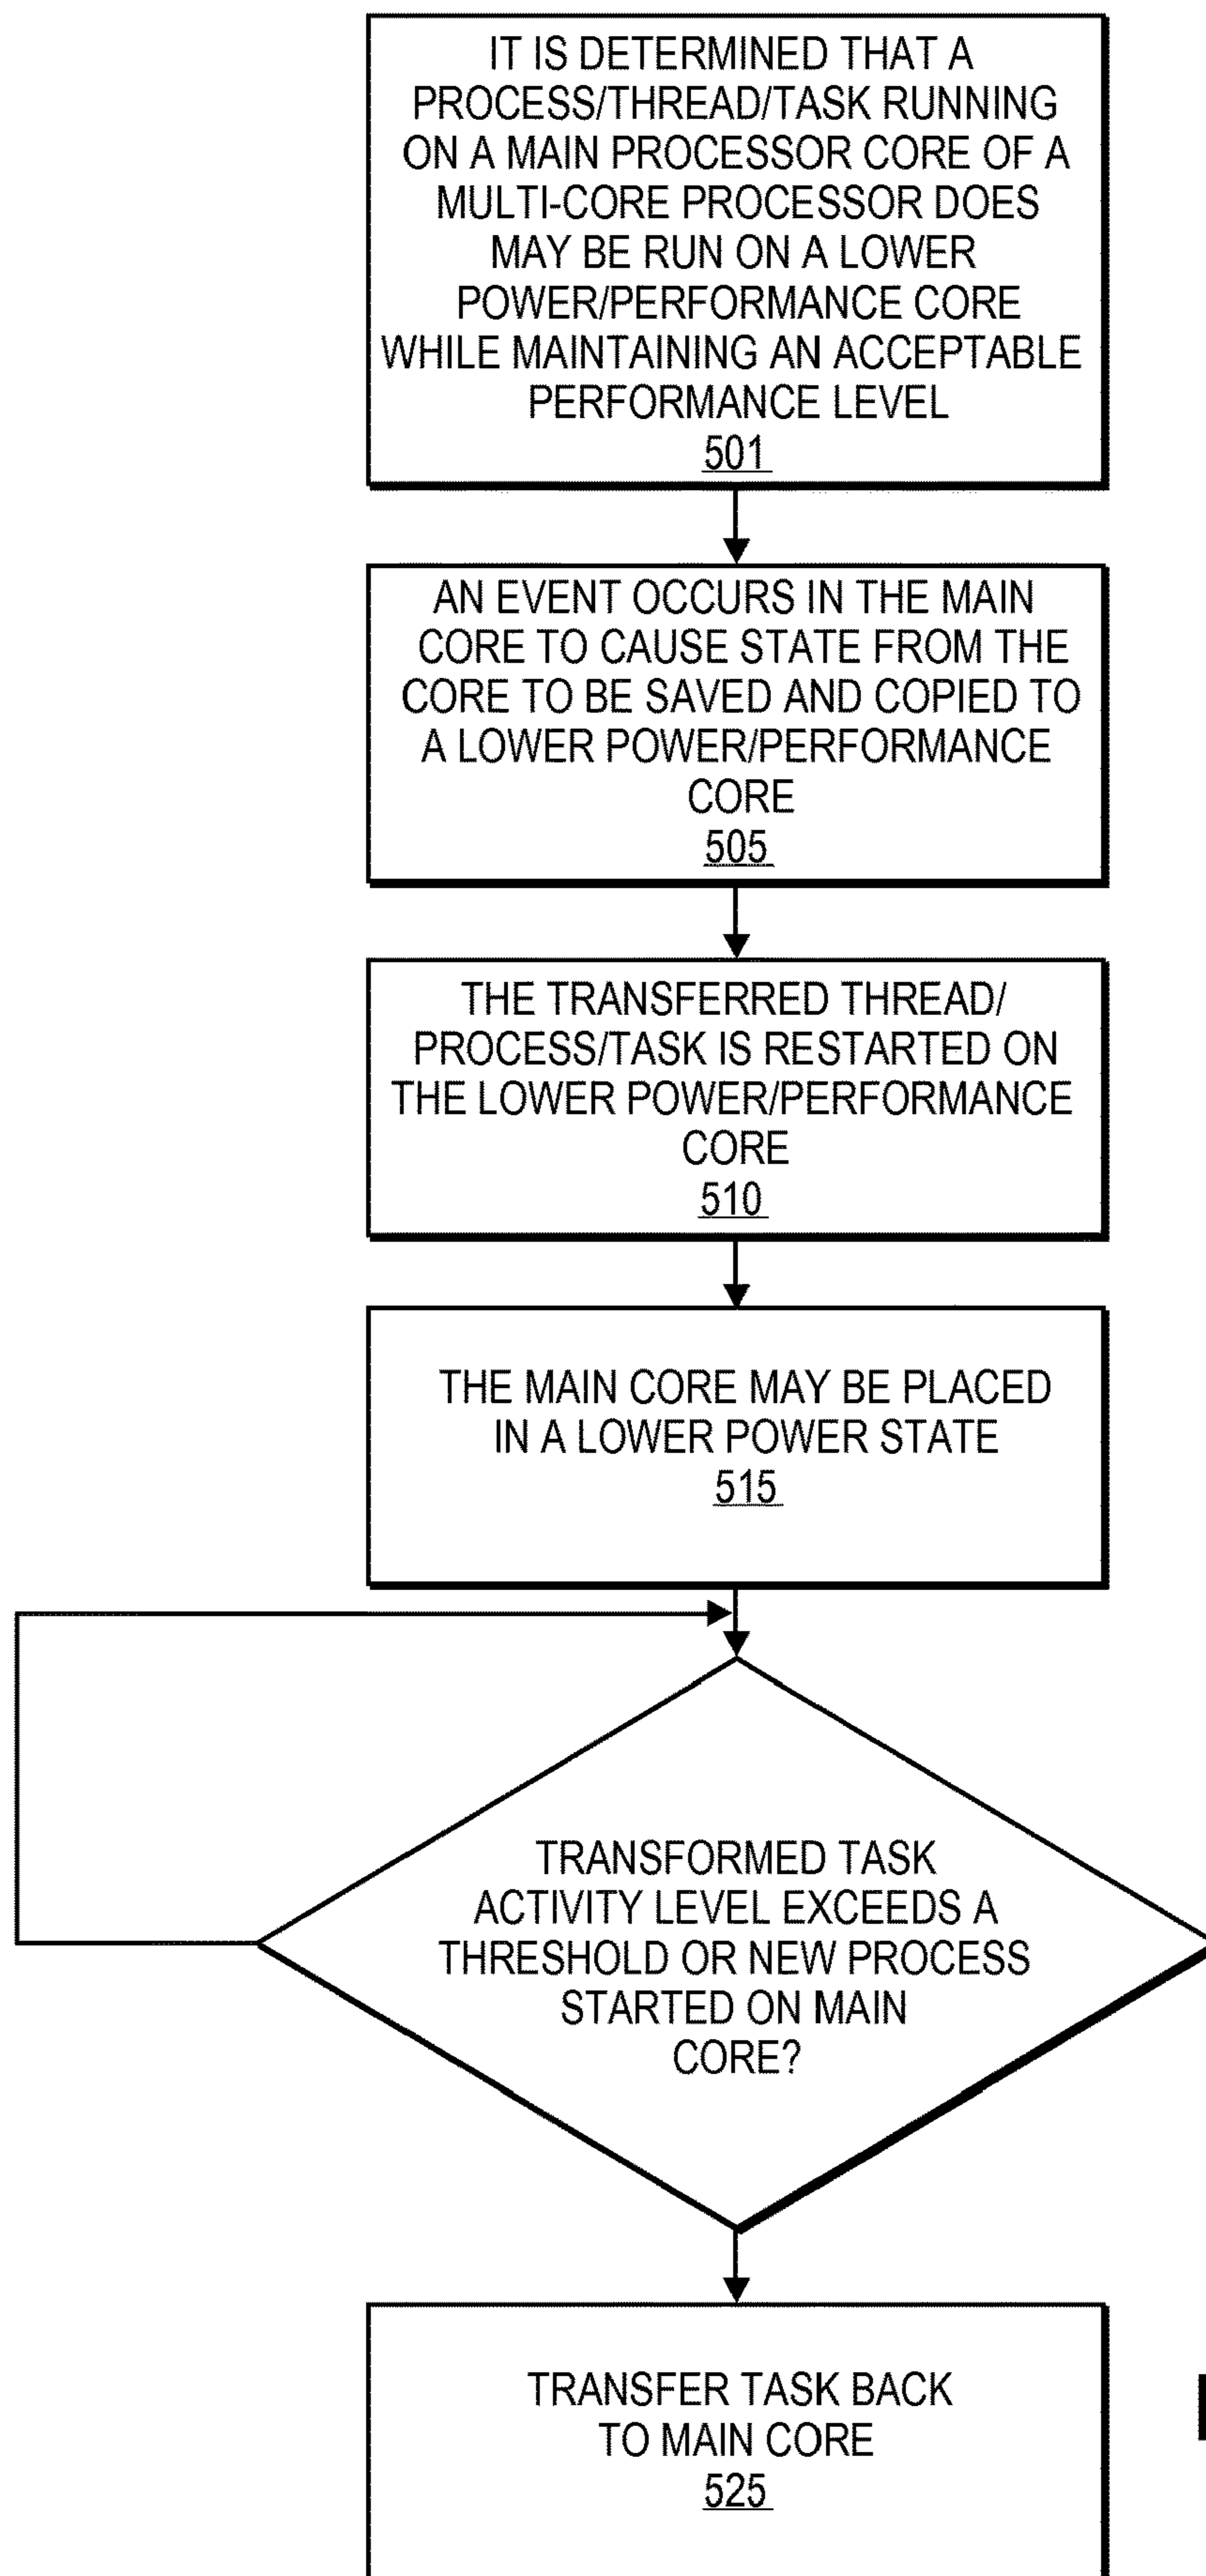 IT IS DETERMINED THAT A
PROCESS/THREAD/TASK RUNNING
ON A MAIN PROCESSOR CORE OF A
MULTI-CORE PROCESSOR DOES
MAY BE RUN ON A LOWER
POWER/PERFORMANCE CORE
WHILE MAINTAINING AN ACCEPTABLE
PERFORMANCE LEVEL
501
AN EVENT OCCURS IN THE MAIN
CORE TO CAUSE STATE FROM THE
CORE TO BE SAVED AND COPIED TO
A LOWER POWER/PERFORMANCE
CORE
505
THE TRANSFERRED THREAD/
PROCESS/TASK IS RESTARTED ON
THE LOWER POWER/PERFORMANCE
CORE
510
THE MAIN CORE MAY BE PLACED
IN A LOWER POWER STATE
515
TRANSFORMED TASK
ACTIVITY LEVEL EXCEEDS A
THRESHOLD OR NEW PROCESS
STARTED ON MAIN
CORE?
TRANSFER TASK BACK
TO MAIN CORE
525